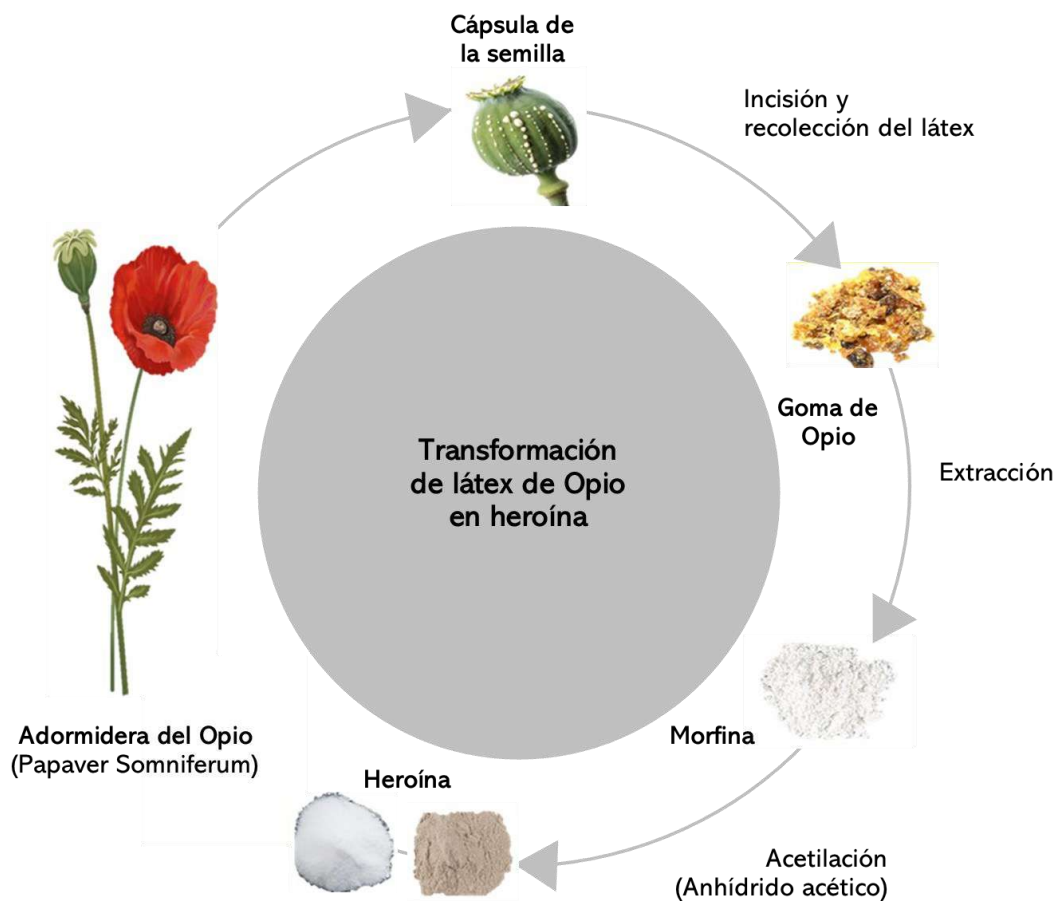 Cápsula de
la semilla
Incisión y
recolección del látex
Goma de
Opio
Extracción
Transformación
de látex de Opio
en heroína
Morfina
Adormidera del Opio
(Papaver Somniferum)
Heroína
Acetilación
(Anhídrido acético)